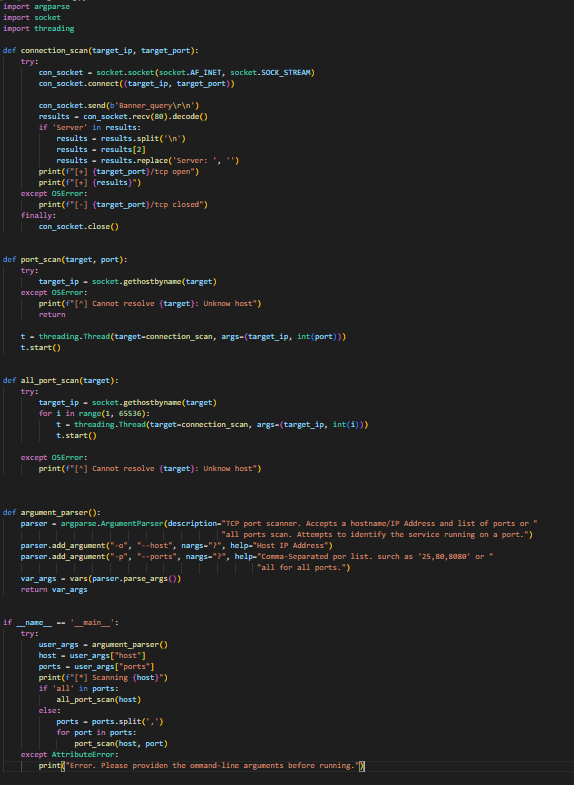 import argparse
import socket
import threading
def connection_scan(target_ip, target_port):
try:
con_socket = socket.socket(socket.AF_INET, socket.SOCK_STREAM)
con_socket.connect((target_ip, target_port))
con_socket.send(b'Banner_query\r\n')
results = con_socket.recv(80).decode()
if 'Server' in results:
results = results.split('\n')
results = results[2]
results = results.replace('Server: ', '')
print(f"[+] {target_port}/tcp open")
print(f"[+] {results}")
except OSError:
print(f"[-] {target_port}/tcp closed")
finally:
con_socket.close()
def port_scan(target, port):
try:
target_ip = socket.gethostbyname(target)
except OSError:
print(f"[^] Cannot resolve {target}: Unknow host")
return
t = threading.Thread(target=connection_scan, args=(target_ip, int(port)))
t.start()
def all_port_scan(target):
try:
target_ip = socket.gethostbyname(target)
for i in range(1, 65536):
t = threading.Thread(target=connection_scan, args=(target_ip, int(i)))
t.start()
except OSError:
print(f"[^] Cannot resolve {target}: Unknow host")
def argument_parser():
parser = argparse.ArgumentParser(description="TCP port scanner. Accepts a hostname/IP Address and list of ports or "
"all ports scan. Attempts to identify the service running on a port.")
parser.add_argument("-o", "--host", nargs="?", help="Host IP Address")
parser.add_argument("-p", "--ports", nargs="?", help="Comma-Separated por list. surch as '25,80,8080' or "
"all for all ports.")
var_args = vars(parser.parse_args())
return var_args
if __name__ == '__main__':
try:
user_args = argument_parser()
host = user_args["host"]
ports = user_args["ports"]
print(f"[*] Scanning {host}")
if 'all' in ports:
all_port_scan(host)
else:
ports = ports.split(',')
for port in ports:
port_scan(host, port)
except AttributeError:
print("Error. Please providen the ommand-line arguments before running.")